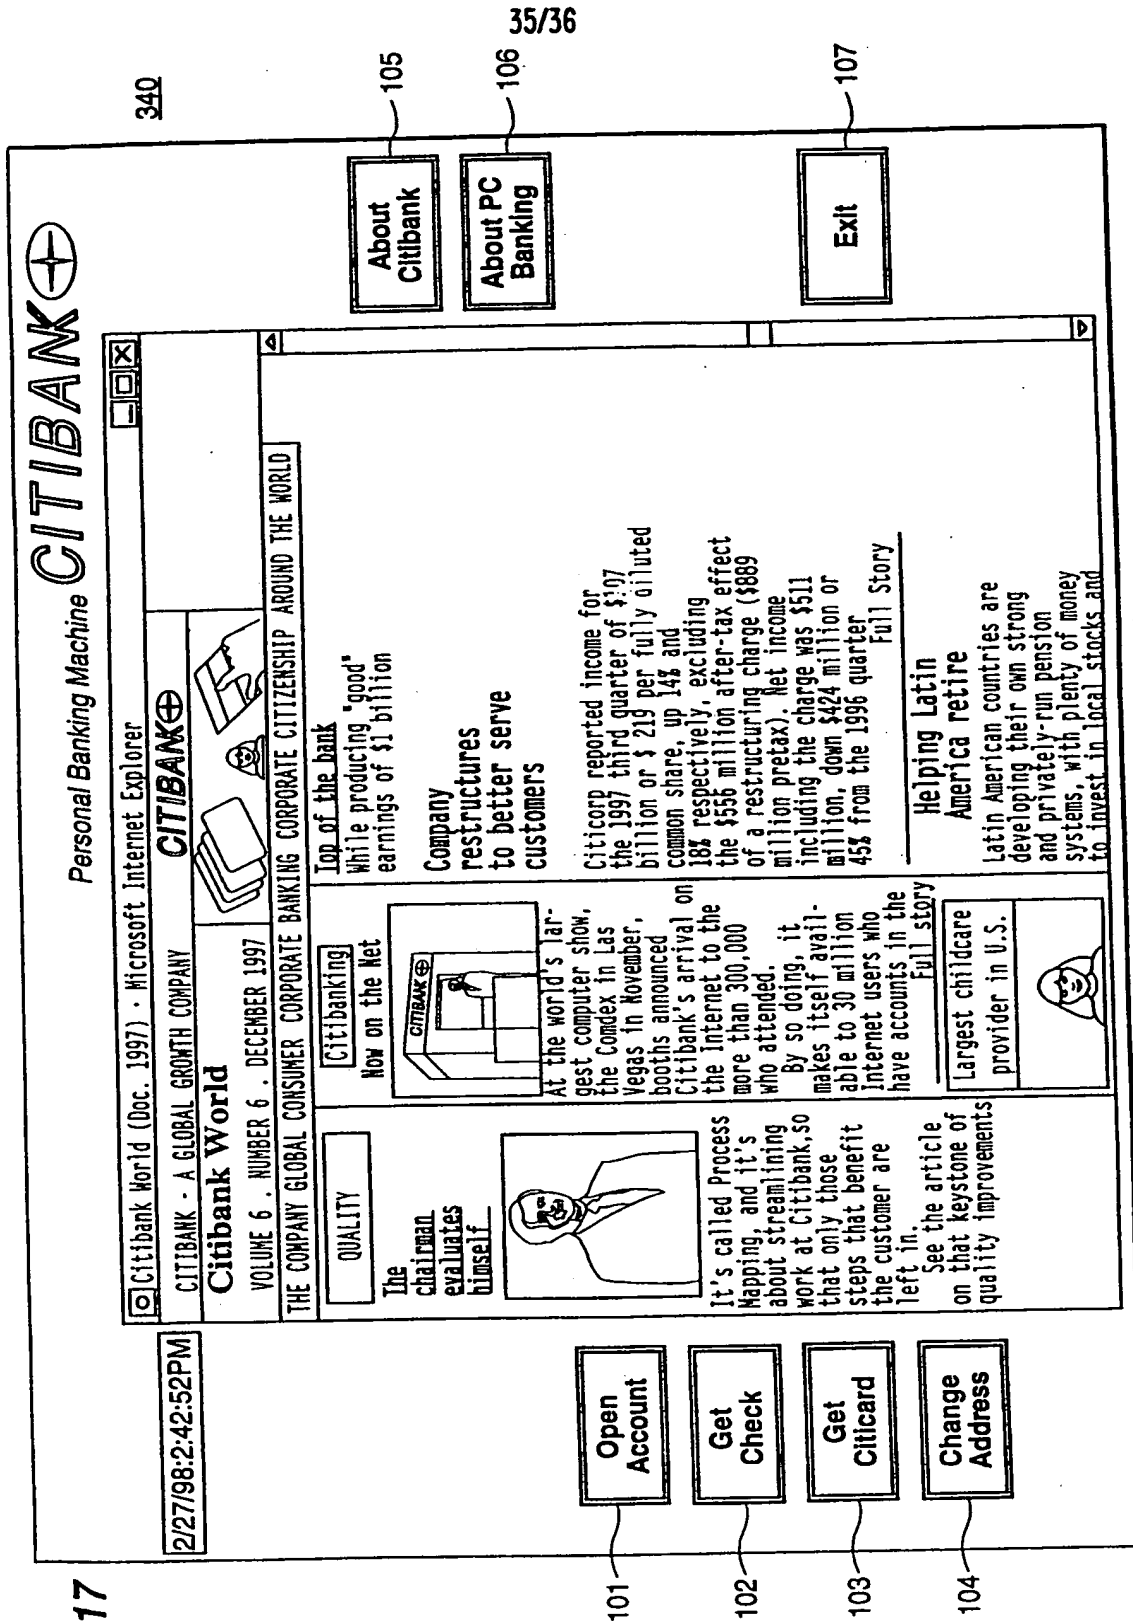 35/36
17
340
Personal Banking Machine CITIBANK
2/27/98:2:42:52PM
Citibank World (Doc. 1997) · Microsoft Internet Explorer
CITIBANK - A GLOBAL GROWTH COMPANY
CITIBANK
Citibank World
VOLUME 6 . NUMBER 6 . DECEMBER 1997
THE COMPANY GLOBAL CONSUMER CORPORATE BANKING CORPORATE CITIZENSHIP AROUND THE WORLD
QUALITY
The
chairman
evaluates
himself
It's called Process
Mapping, and it's
about streamlining
work at Citibank,so
that only those
steps that benefit
the customer are
left in.
See the article
on that keystone of
quality improvements
Citibanking
Now on the Net
CITIBANK
At the world's lar-
gest computer show,
the Comdex in Las
Vegas in November,
booths announced
Citibank's arrival on
the Internet to the
more than 300,000
who attended.
By so doing, it
makes itself avail-
able to 30 million
Internet users who
have accounts in the
Full story
Largest childcare
provider in U.S.
Top of the bank
While producing "good"
earnings of $1 billion
Company
restructures
to better serve
customers
Citicorp reported income for
the 1997 third quarter of
billion or $ 219 per fully diluted
common share, up 14% and
18% respectively, excluding
the $556 million after-tax effect
of a restructuring charge ($889
million pretax). Net income
including the charge was $511
million, down $424 million or
45% from the 1996 quarter
Full Story
Helping Latin
America retire
Latin American countries are
developing their own strong
and privately-run pension
systems, with plenty of money
to invest in local stocks and
Open
Account
101
Get
Check
102
Get
Citicard
103
Change
Address
104
About
Citibank
105
About PC
Banking
106
Exit
107